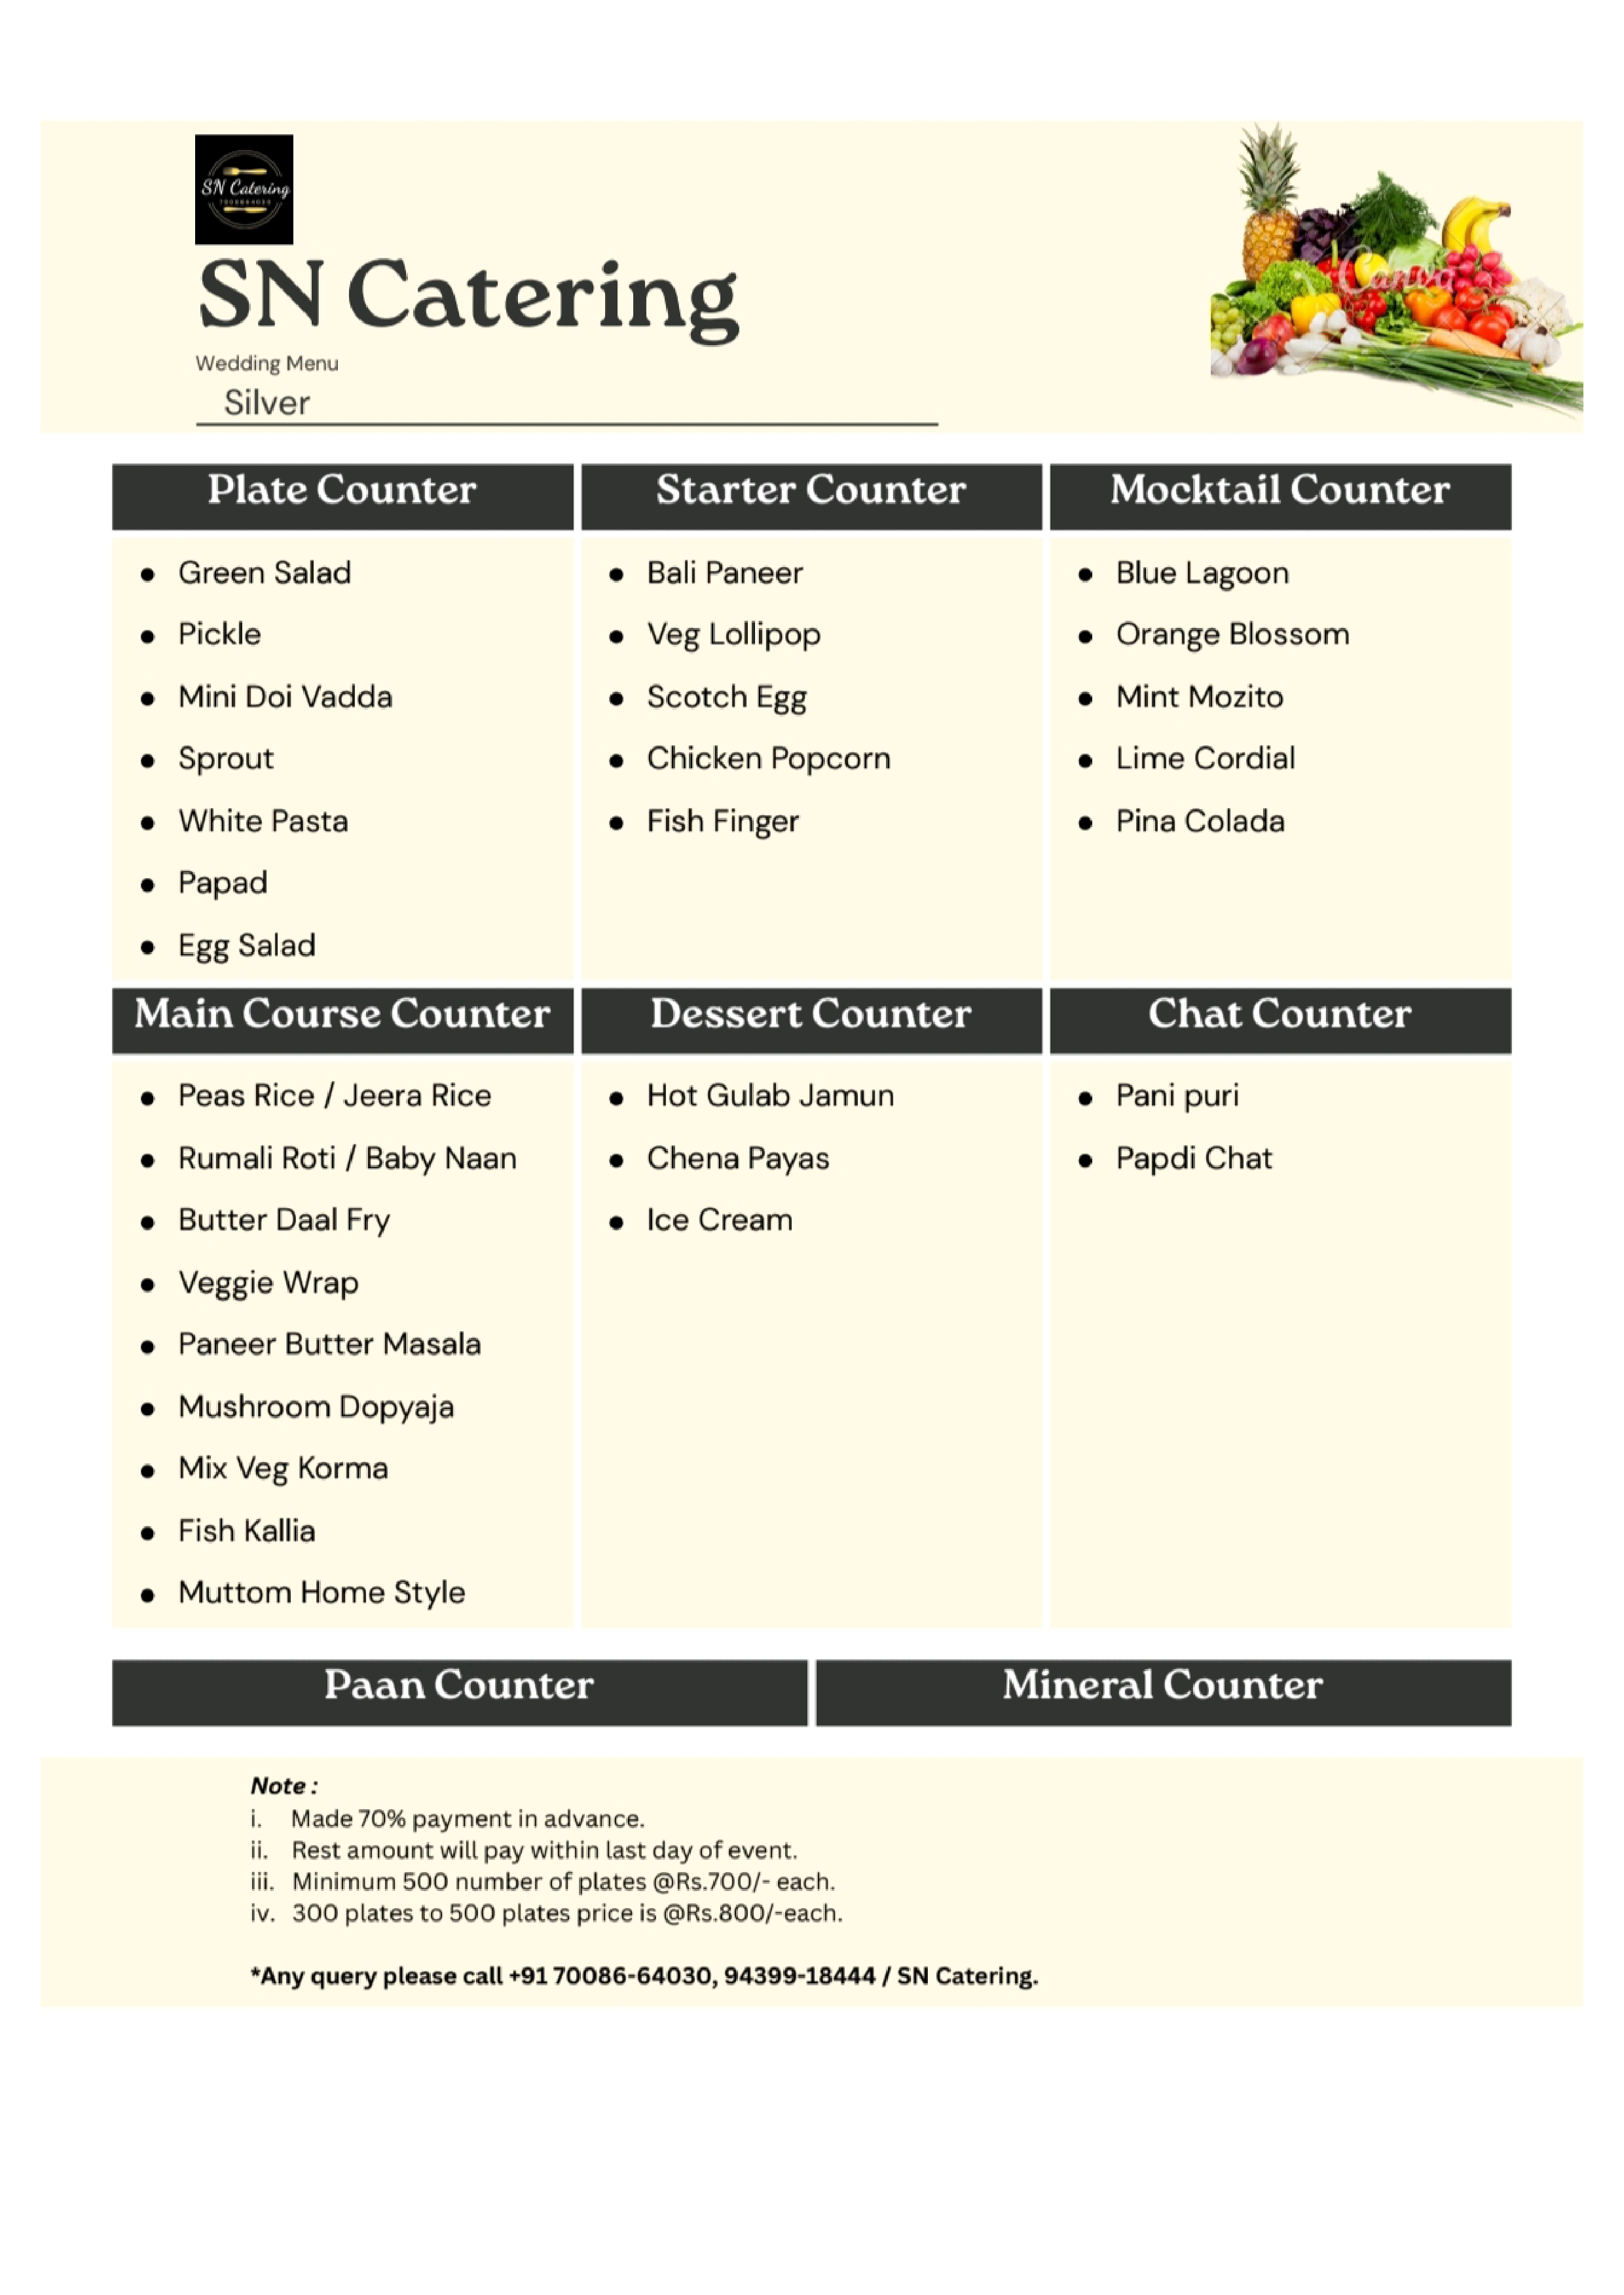 SN Catering
7008664030
SN Catering
Wedding Menu
Silver
Canva
Plate Counter
Green Salad
Pickle
Mini Doi Vadda
Sprout
White Pasta
Papad
Egg Salad
Starter Counter
Bali Paneer
Veg Lollipop
Scotch Egg
Chicken Popcorn
Fish Finger
Mocktail Counter
Blue Lagoon
Orange Blossom
Mint Mozito
Lime Cordial
Pina Colada
Main Course Counter
Peas Rice / Jeera Rice
Rumali Roti / Baby Naan
Butter Daal Fry
Veggie Wrap
Paneer Butter Masala
Mushroom Dopyaja
Mix Veg Korma
Fish Kallia
Muttom Home Style
Dessert Counter
Hot Gulab Jamun
Chena Payas
Ice Cream
Chat Counter
Pani puri
Papdi Chat
Paan Counter
Mineral Counter
Note :
i. Made 70% payment in advance.
ii. Rest amount will pay within last day of event.
iii. Minimum 500 number of plates @Rs.700/- each.
iv. 300 plates to 500 plates price is @Rs.800/-each.
*Any query please call +91 70086-64030, 94399-18444 / SN Catering.